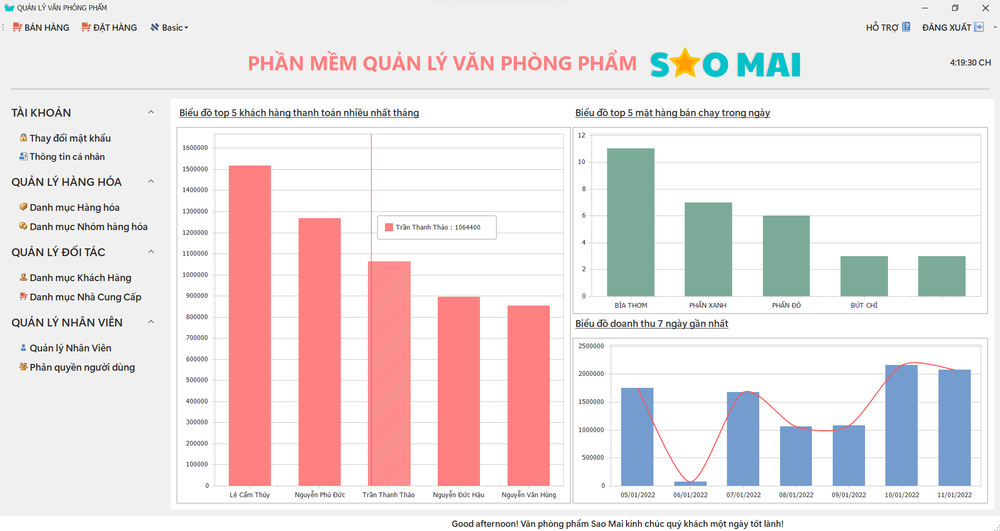 QUẢN LÝ VĂN PHÒNG PHẨM
BÁN HÀNG
ĐẶT HÀNG
Basic
HỖ TRỢ
ĐĂNG XUẤT
PHẦN MỀM QUẢN LÝ VĂN PHÒNG PHẨM
SAO MAI
4:19:30 CH
TÀI KHOẢN
Thay đổi mật khẩu
Thông tin cá nhân
QUẢN LÝ HÀNG HÓA
Danh mục Hàng hóa
Danh mục Nhóm hàng hóa
QUẢN LÝ ĐỐI TÁC
Danh mục Khách Hàng
Danh mục Nhà Cung Cấp
QUẢN LÝ NHÂN VIÊN
Quản lý Nhân Viên
Phân quyền người dùng
Biểu đồ top 5 khách hàng thanh toán nhiều nhất tháng
1600000
1500000
1400000
1300000
1200000
1100000
1000000
900000
800000
700000
600000
500000
400000
300000
200000
100000
0
Trần Thanh Thảo : 1064400
Lê Cẩm Thúy
Nguyễn Phú Đức
Trần Thanh Thảo
Nguyễn Đức Hậu
Nguyễn Văn Hùng
Biểu đồ top 5 mặt hàng bán chạy trong ngày
12
10
8
6
4
2
0
BÌA THƠM
PHẤN XANH
PHẤN ĐỎ
BÚT CHÌ
Biểu đồ doanh thu 7 ngày gần nhất
2500000
2000000
1500000
1000000
500000
0
05/01/2022
06/01/2022
07/01/2022
08/01/2022
09/01/2022
10/01/2022
11/01/2022
Good afternoon! Văn phòng phẩm Sao Mai kính chúc quý khách một ngày tốt lành!